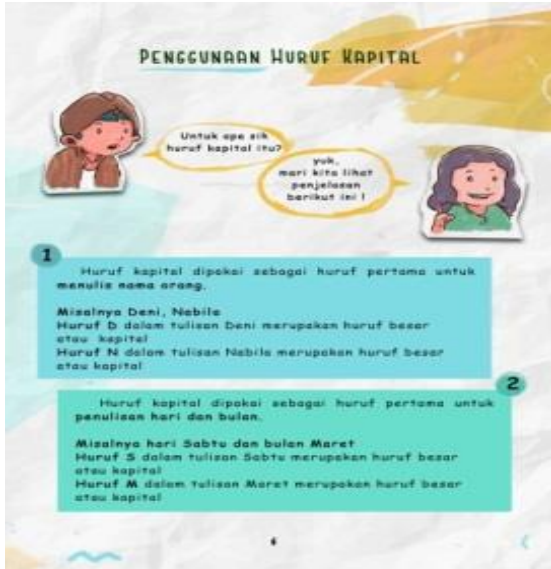 PENGGUNAAN HURUF KAPITAL
Untuk apa sih
huruf kapital itu?
yuk,
mari kita lihat
penjelasan
berikut ini !
1
Huruf kapital dipakai sebagai huruf pertama untuk
menulis nama orang.
Misalnya Deni, Nabila
Huruf D dalam tulisan Deni merupakan huruf besar
atau kapital
Huruf N dalam tulisan Nabila merupakan huruf besar
atau kapital
2
Huruf kapital dipakai sebagai huruf pertama untuk
penulisan hari dan bulan.
Misalnya hari Sabtu dan bulan Maret
Huruf S dalam tulisan Sabtu merupakan huruf besar
atau kapital
Huruf M dalam tulisan Maret merupakan huruf besar
atau kapital